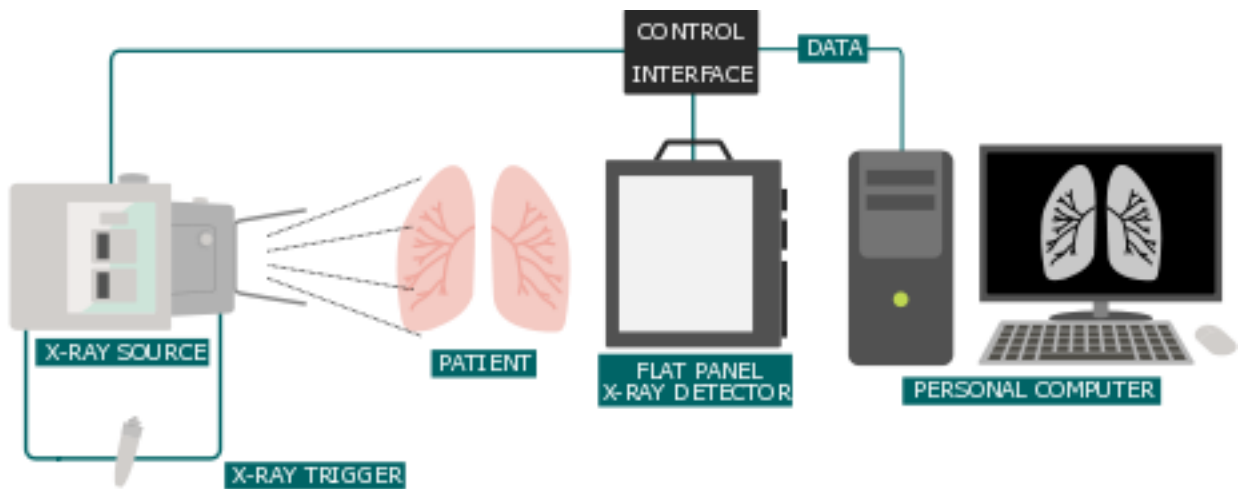 CONTROL
INTERFACE
DATA
X-RAY SOURCE
PATIENT
FLAT PANEL
X-RAY DETECTOR
PERSONAL COMPUTER
X-RAY TRIGGER